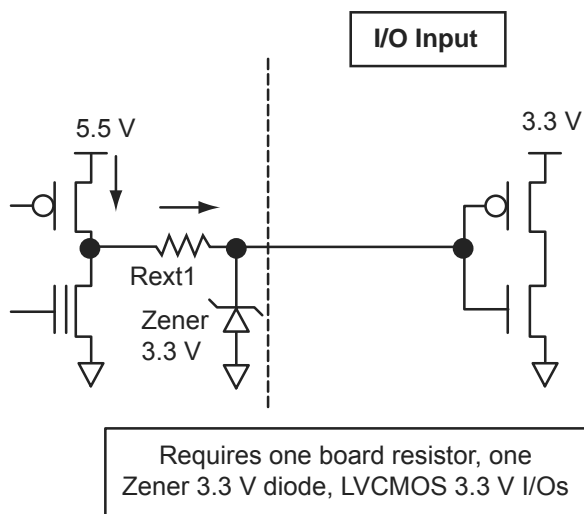 I/O Input
5.5 V
3.3 V
Rext1
Zener
3.3 V
Requires one board resistor, one
Zener 3.3 V diode, LVCMOS 3.3 V I/Os